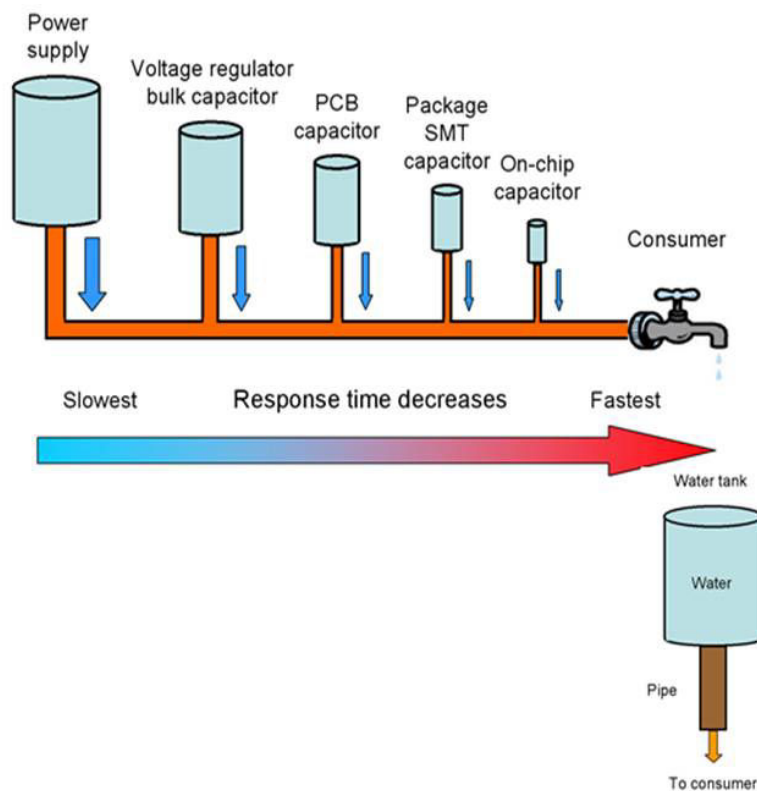 Power
supply
Voltage regulator
bulk capacitor
PCB
capacitor
Package
SMT
capacitor
On-chip
capacitor
Consumer
Slowest
Response time decreases
Fastest
Water tank
Water
Pipe
To consumer